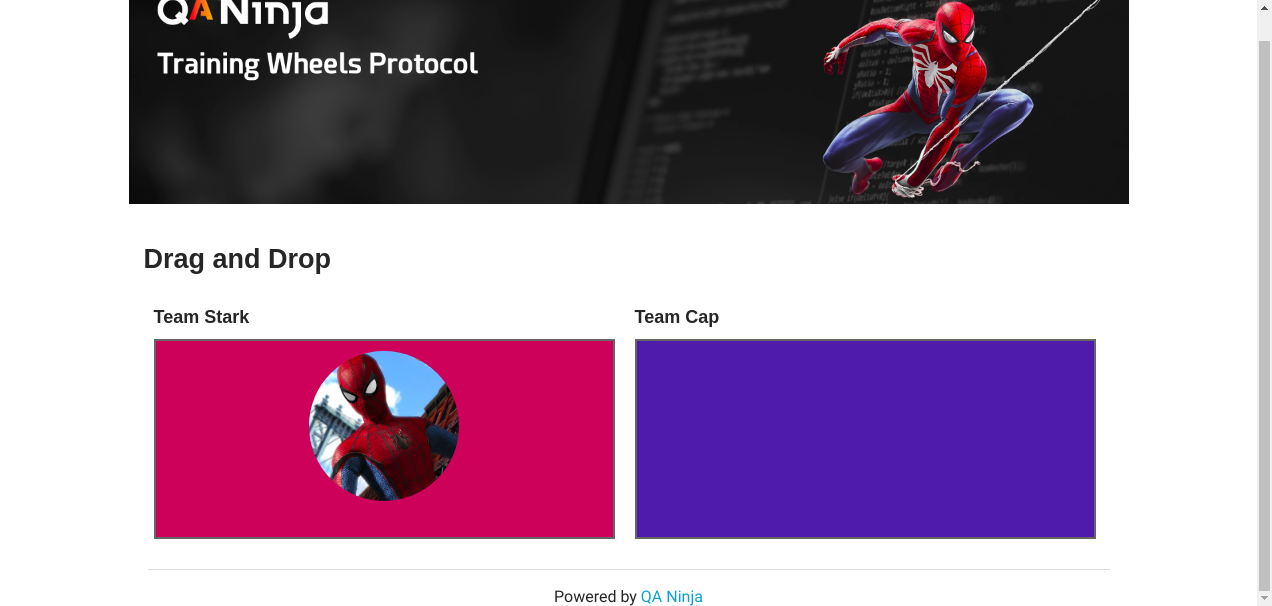 QA Ninja
Training Wheels Protocol
Drag and Drop
Team Stark
Team Cap
Powered by QA Ninja